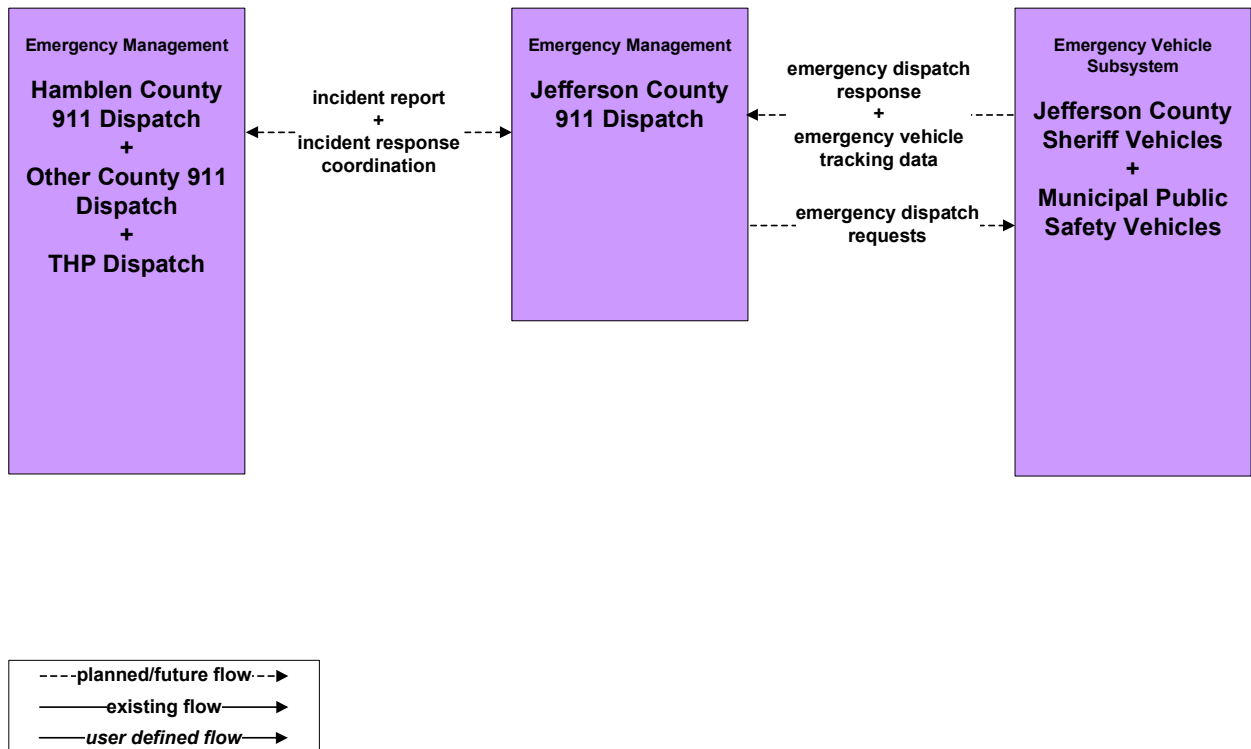 Emergency Management
Hamblen County
911 Dispatch
+
Other County 911
Dispatch
+
THP Dispatch
incident report
+
incident response
coordination
Emergency Management
Jefferson County
911 Dispatch
emergency dispatch
response
+
emergency vehicle
tracking data
emergency dispatch
requests
Emergency Vehicle
Subsystem
Jefferson County
Sheriff Vehicles
+
Municipal Public
Safety Vehicles
planned/future flow
existing flow
user defined flow